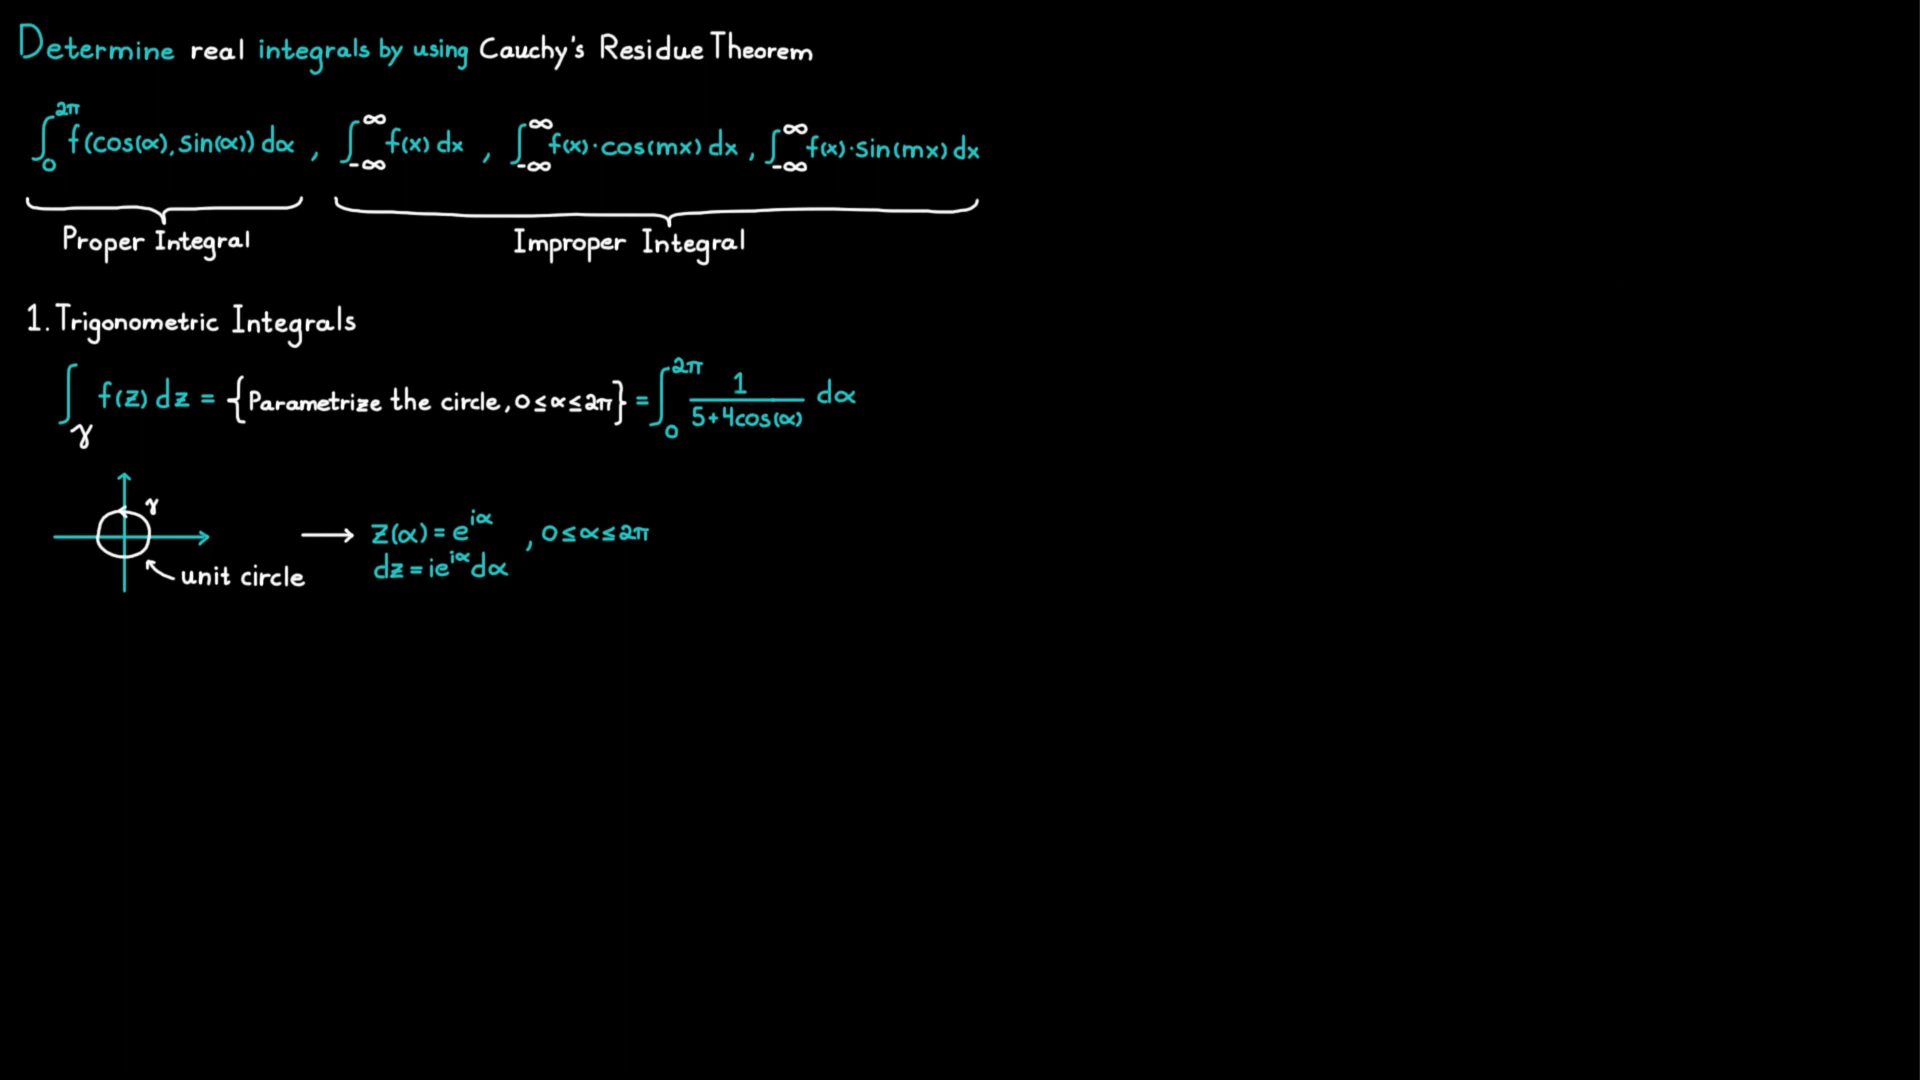 Determine real integrals by using Cauchy's Residue Theorem
∫₀^2π f(cos(α), sin(α)) dα , ∫_-∞^∞ f(x) dx , ∫_-∞^∞ f(x)·cos(mx) dx , ∫_-∞^∞ f(x)·sin(mx) dx
Proper Integral Improper Integral
1. Trigonometric Integrals
∫_γ f(z) dz = {Parametrize the circle, 0≤α≤2π} = ∫₀^2π 1/(5+4cos(α)) dα
γ
→ z(α) = e^iα , 0≤α≤2π
dz = ie^iα dα
unit circle